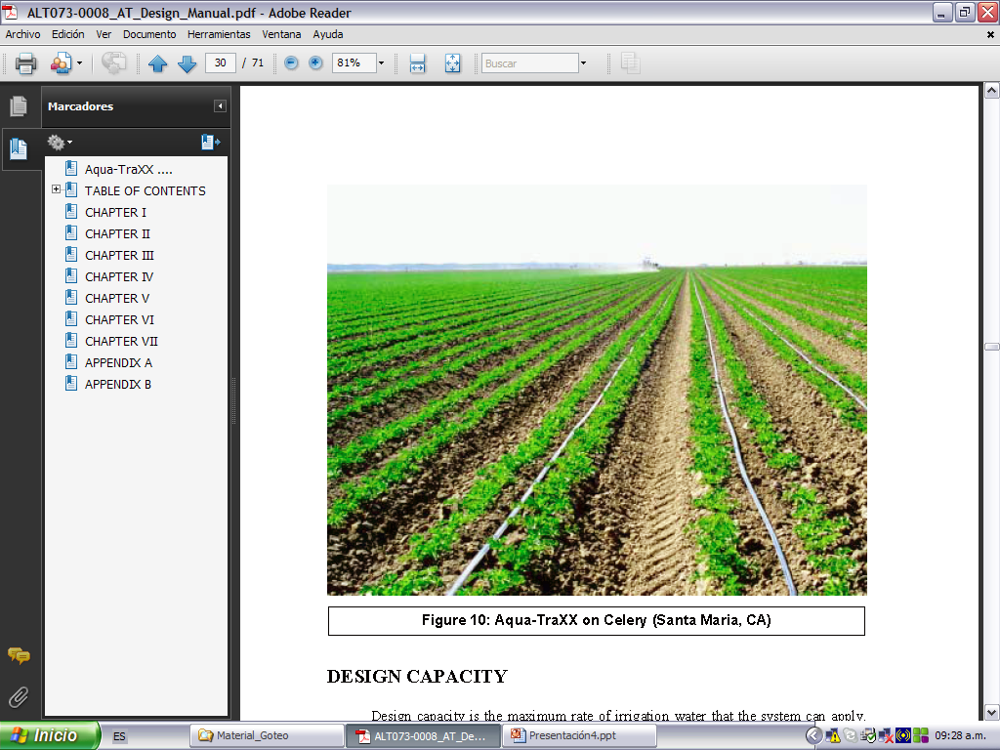 ALT073-0008_AT_Design_Manual.pdf - Adobe Reader
Archivo Edición Ver Documento Herramientas Ventana Ayuda
30 / 71 81% Buscar
Marcadores
Aqua-TraXX ....
TABLE OF CONTENTS
CHAPTER I
CHAPTER II
CHAPTER III
CHAPTER IV
CHAPTER V
CHAPTER VI
CHAPTER VII
APPENDIX A
APPENDIX B
Figure 10: Aqua-TraXX on Celery (Santa Maria, CA)
DESIGN CAPACITY
Design capacity is the maximum rate of irrigation water that the system can apply.
Inicio ES Material_Goteo ALT073-0008_AT_De... Presentación4.ppt 09:28 a.m.